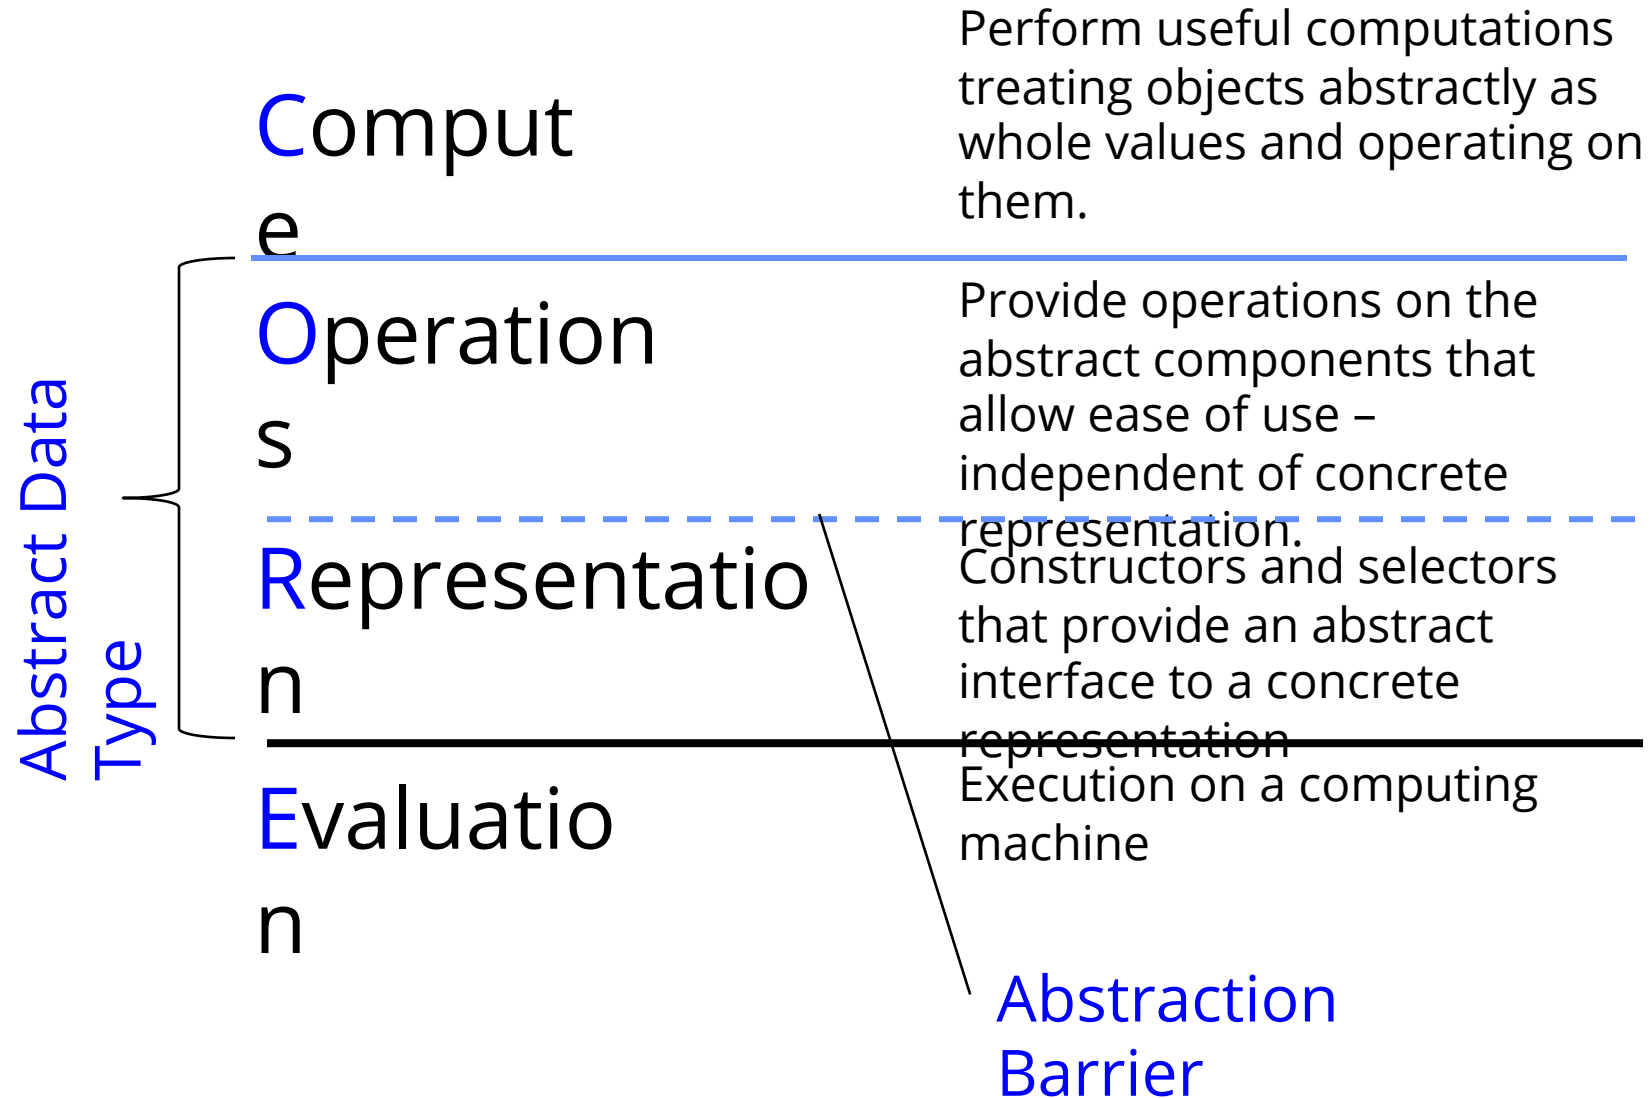 Comput
e
Perform useful computations
treating objects abstractly as
whole values and operating on
them.
Operation
s
Provide operations on the
abstract components that
allow ease of use –
independent of concrete
representation.
Representatio
n
Constructors and selectors
that provide an abstract
interface to a concrete
representation
Evaluatio
n
Execution on a computing
machine
Abstract Data
Type
Abstraction
Barrier